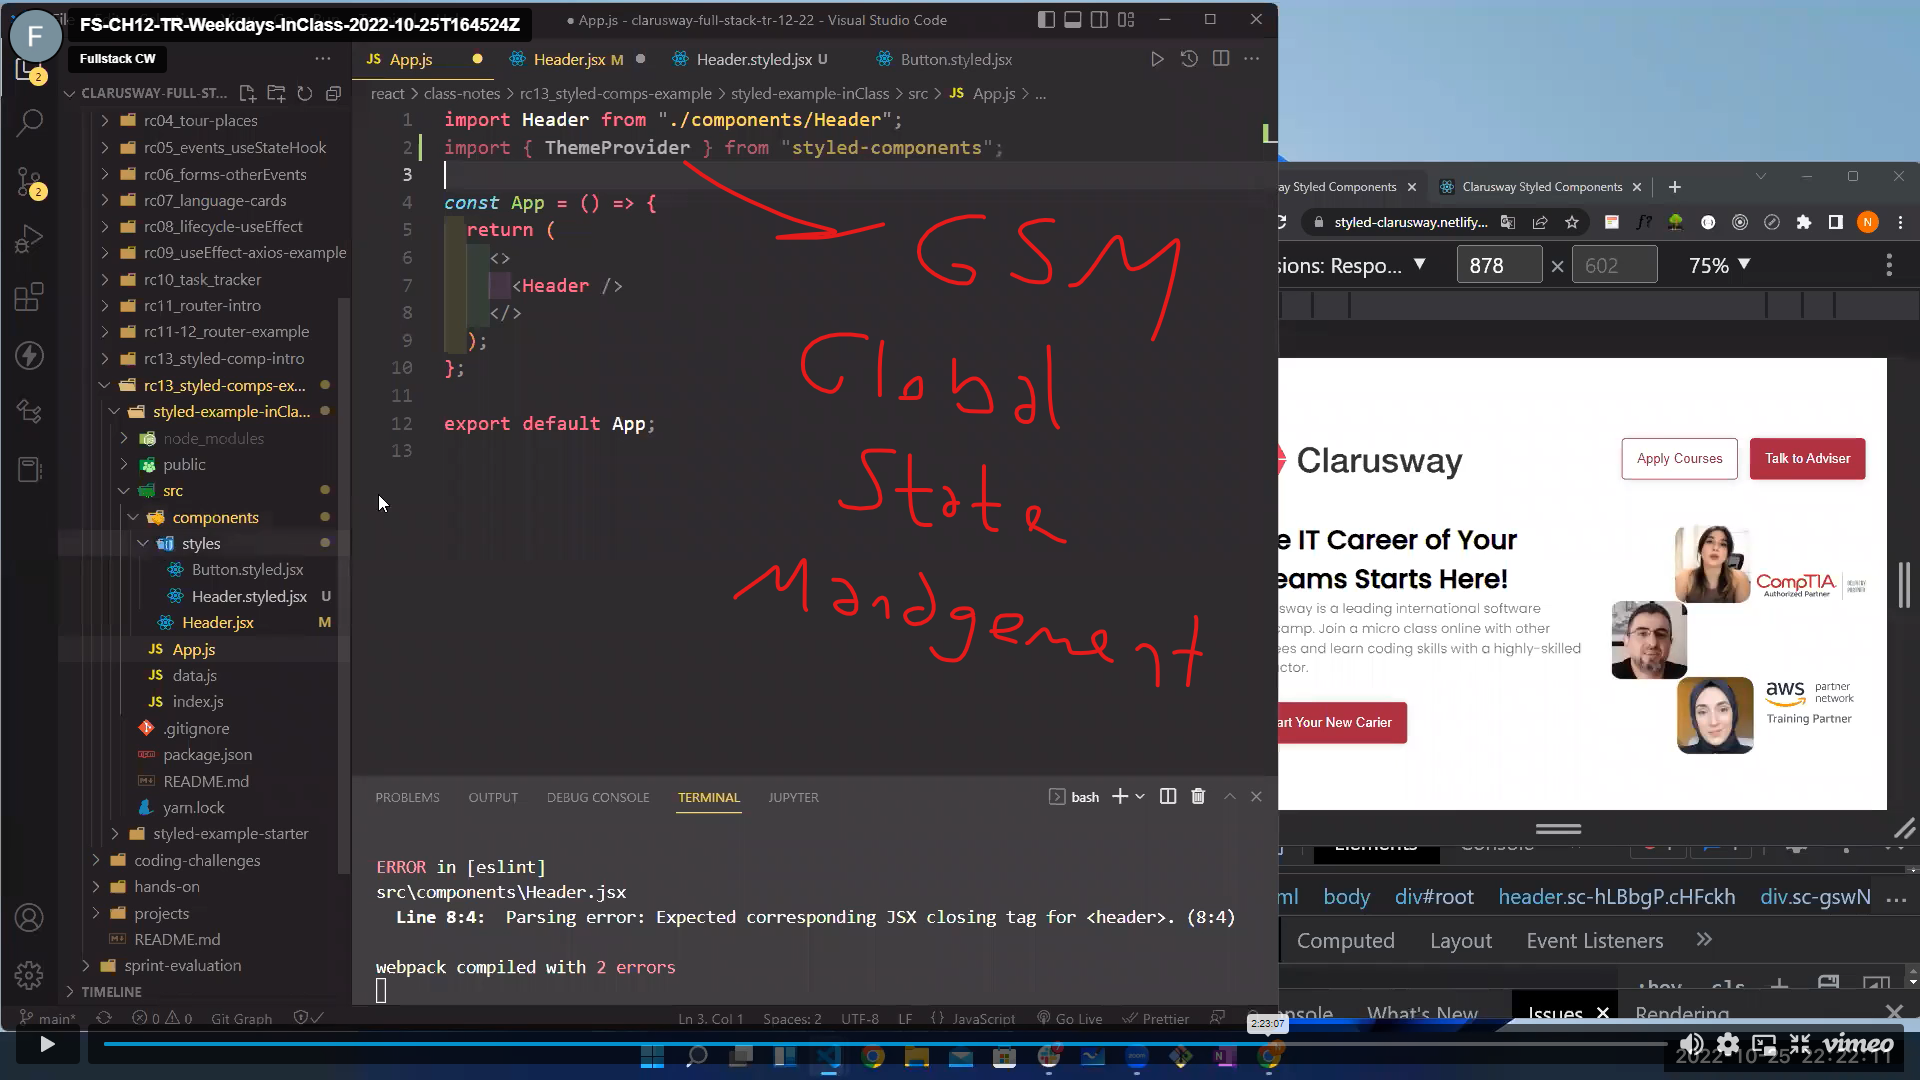 FS-CH12-TR-Weekdays-InClass-2022-10-25T164524Z
F
Fullstack CW
● App.js - clarusway-full-stack-tr-12-22 - Visual Studio Code
JS App.js ●
Header.jsx M ●
Header.styled.jsx U
Button.styled.jsx
CLARUSWAY-FULL-ST...
react > class-notes > rc13_styled-comps-example > styled-example-inClass > src > JS App.js > ...
rc04_tour-places
rc05_events_useStateHook
rc06_forms-otherEvents
rc07_language-cards
rc08_lifecycle-useEffect
rc09_useEffect-axios-example
rc10_task_tracker
rc11_router-intro
rc11-12_router-example
rc13_styled-comp-intro
rc13_styled-comps-ex...
styled-example-inCla...
node_modules
public
src
components
styles
Button.styled.jsx
Header.styled.jsx U
Header.jsx M
JS App.js
JS data.js
JS index.js
.gitignore
package.json
README.md
yarn.lock
styled-example-starter
coding-challenges
hands-on
projects
README.md
sprint-evaluation
TIMELINE
2
2
1 import Header from "./components/Header";
2 import { ThemeProvider } from "styled-components";
3
4 const App = () => {
5 return (
6 <>
7 <Header />
8 </>
9 );
10 };
11
12 export default App;
13
GSM
Global
State
Management
PROBLEMS OUTPUT DEBUG CONSOLE TERMINAL JUPYTER
bash
ERROR in [eslint]
src\components\Header.jsx
Line 8:4: Parsing error: Expected corresponding JSX closing tag for <header>. (8:4)
webpack compiled with 2 errors
main* 0 0 Git Graph
Ln 3, Col 1 Spaces: 2 UTF-8 LF {} JavaScript Go Live Prettier
ay Styled Components
Clarusway Styled Components
styled-clarusway.netlify...
N
sions: Respo... 878 × 602 75%
Clarusway
Apply Courses
Talk to Adviser
e IT Career of Your
eams Starts Here!
sway is a leading international software
camp. Join a micro class online with other
ees and learn coding skills with a highly-skilled
ctor.
art Your New Carier
CompTIA
Authorized Partner
aws partner
network
Training Partner
Elements Console
ml body div#root header.sc-hLBbgP.cHFckh div.sc-gswN ...
Computed Layout Event Listeners
:hov .cls
onsole What's New Issues Rendering
2:23:07
vimeo
2022-10-25 22:22:11